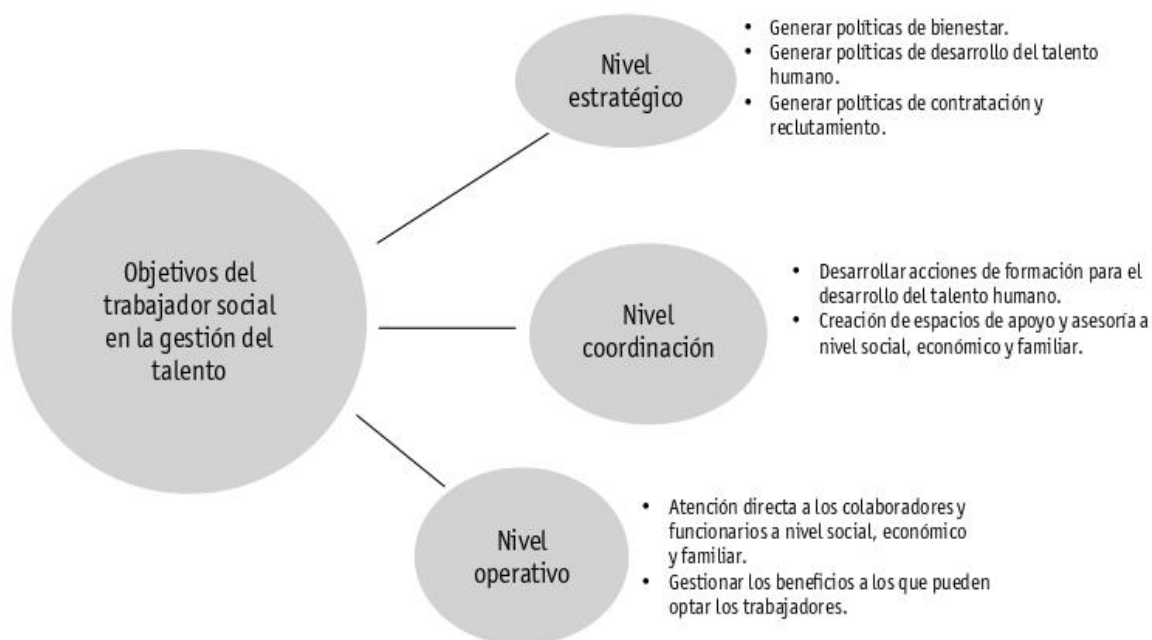 Objetivos del
trabajador social
en la gestión del
talento
Nivel
estratégico
• Generar políticas de bienestar.
• Generar políticas de desarrollo del talento
humano.
• Generar políticas de contratación y
reclutamiento.
Nivel
coordinación
• Desarrollar acciones de formación para el
desarrollo del talento humano.
• Creación de espacios de apoyo y asesoría a
nivel social, económico y familiar.
Nivel
operativo
• Atención directa a los colaboradores y
funcionarios a nivel social, económico
y familiar.
• Gestionar los beneficios a los que pueden
optar los trabajadores.